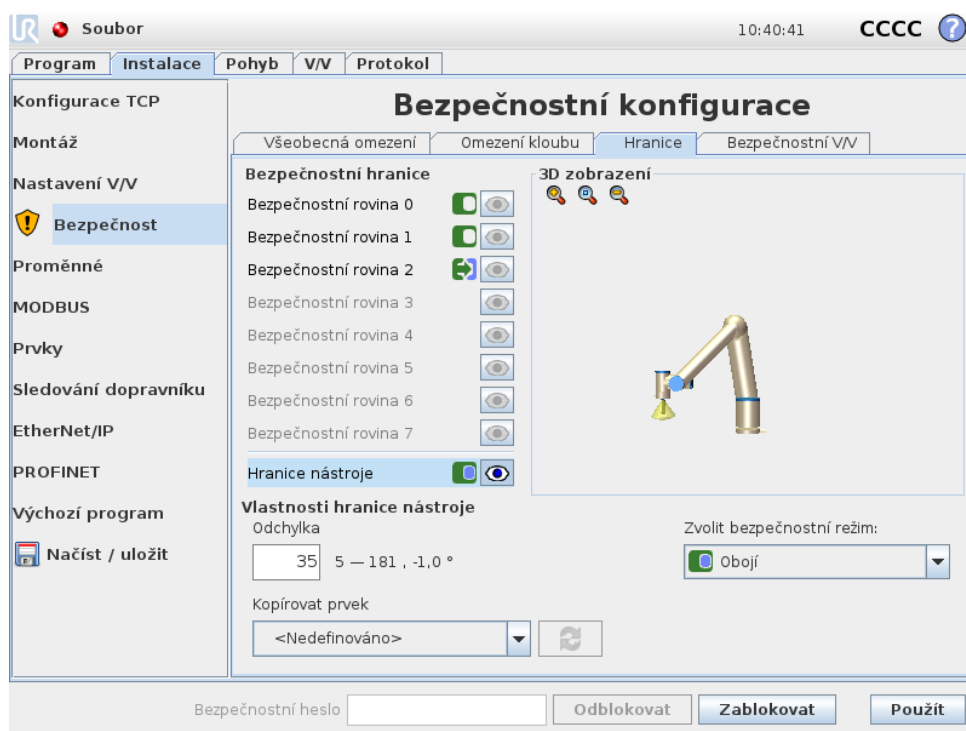 UR Soubor 10:40:41 CCCC ?
Program Instalace Pohyb V/V Protokol
Konfigurace TCP
Montáž
Nastavení V/V
Bezpečnost
Proměnné
MODBUS
Prvky
Sledování dopravníku
EtherNet/IP
PROFINET
Výchozí program
Načíst / uložit
Bezpečnostní konfigurace
Všeobecná omezení Omezení kloubu Hranice Bezpečnostní V/V
Bezpečnostní hranice
Bezpečnostní rovina 0
Bezpečnostní rovina 1
Bezpečnostní rovina 2
Bezpečnostní rovina 3
Bezpečnostní rovina 4
Bezpečnostní rovina 5
Bezpečnostní rovina 6
Bezpečnostní rovina 7
Hranice nástroje
3D zobrazení
Vlastnosti hranice nástroje
Odchylka
35 5 — 181 , -1,0 °
Kopírovat prvek
<Nedefinováno>
Zvolit bezpečnostní režim:
Obojí
Bezpečnostní heslo Odblokovat Zablokovat Použít